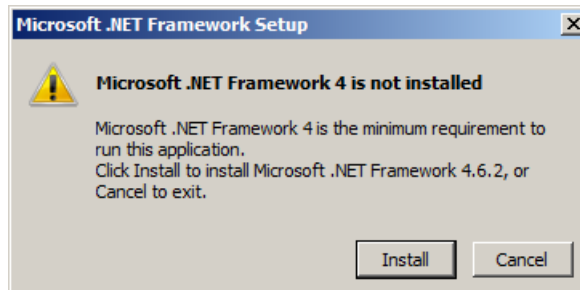 Microsoft .NET Framework Setup
Microsoft .NET Framework 4 is not installed
Microsoft .NET Framework 4 is the minimum requirement to
run this application.
Click Install to install Microsoft .NET Framework 4.6.2, or
Cancel to exit.
Install Cancel